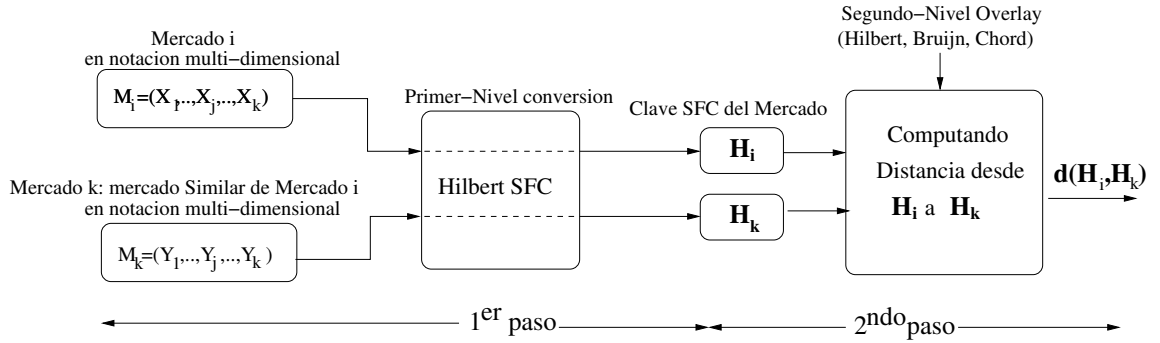 Mercado i
en notacion multi−dimensional
M_i=(X_1,..,X_j,..,X_k)
Mercado k: mercado Similar de Mercado i
en notacion multi−dimensional
M_k=(Y_1,..,Y_j,..,Y_k)
Primer−Nivel conversion
Hilbert SFC
Clave SFC del Mercado
H_i
H_k
Segundo−Nivel Overlay
(Hilbert, Bruijn, Chord)
Computando
Distancia desde
H_i a H_k
d(H_i,H_k)
1^er paso
2^ndo paso